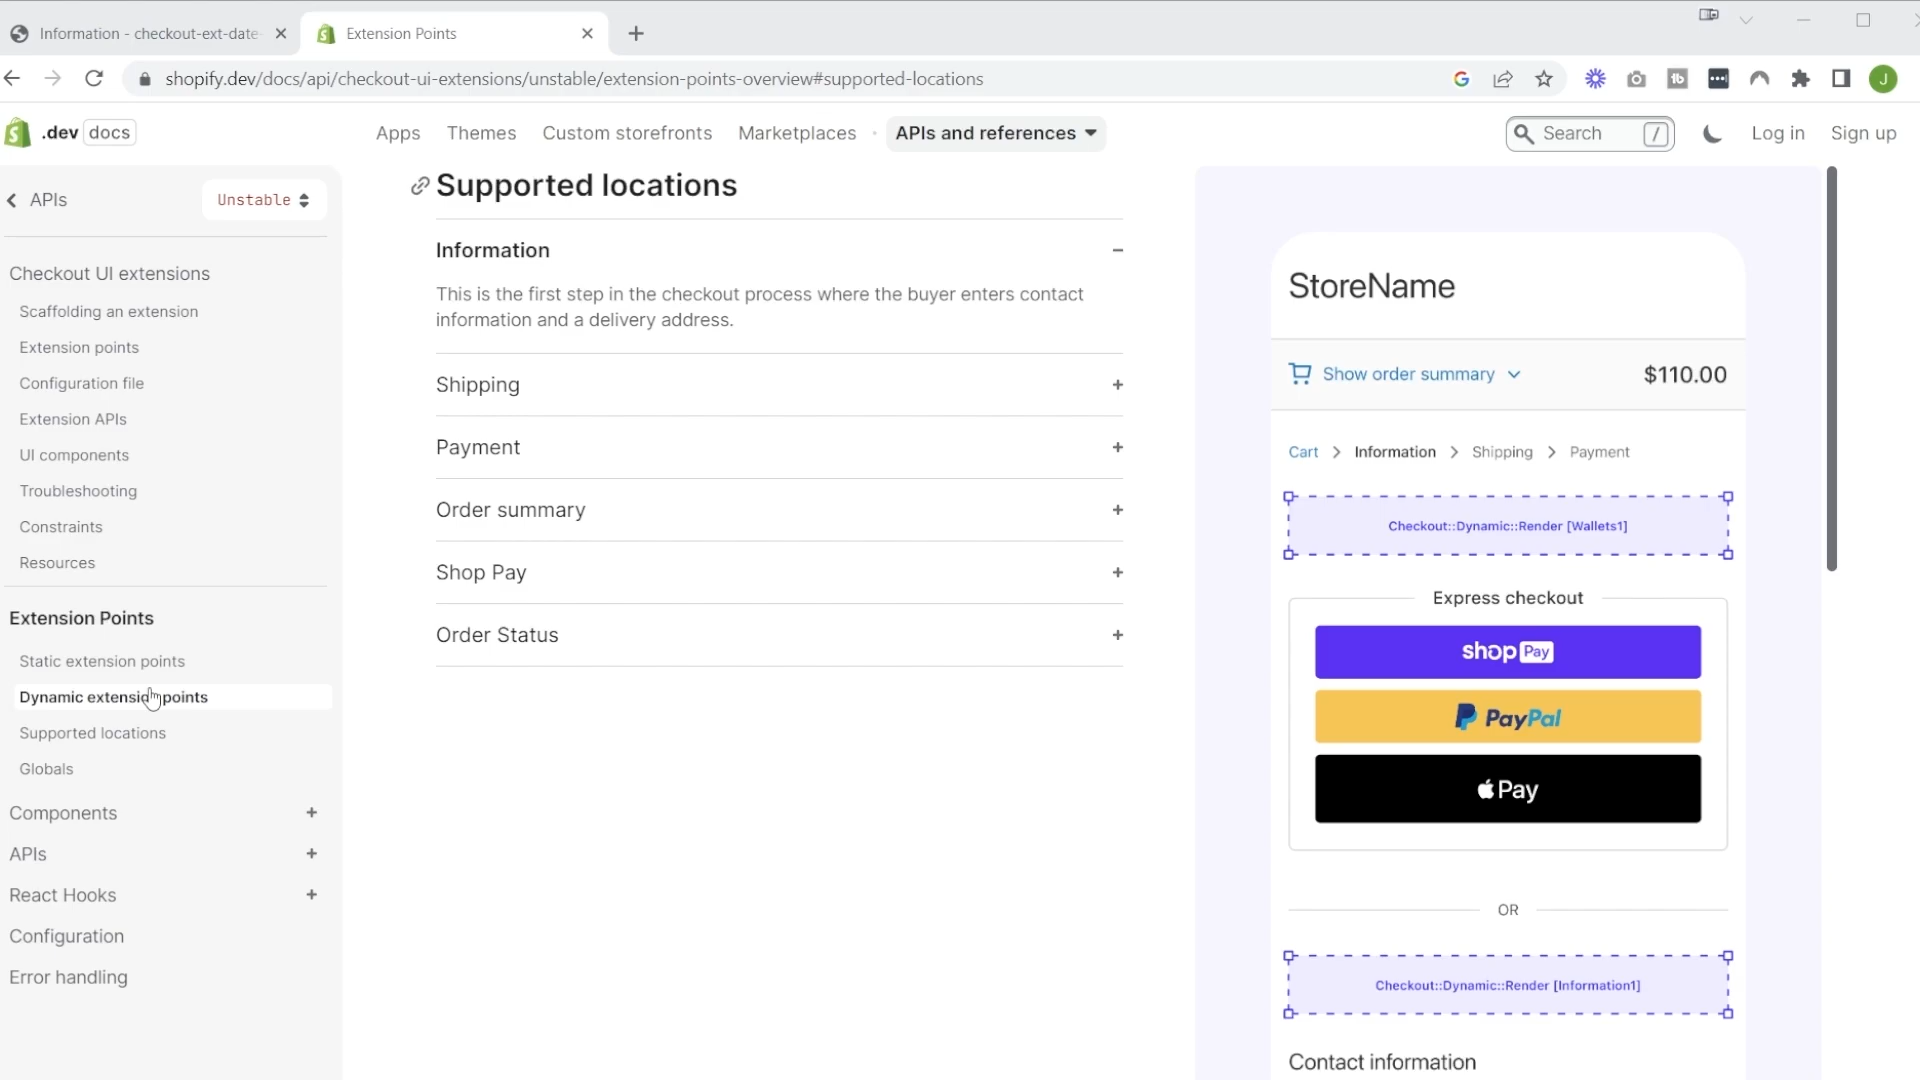 Information - checkout-ext-date-
Extension Points
shopify.dev/docs/api/checkout-ui-extensions/unstable/extension-points-overview#supported-locations
J
.dev docs
Apps
Themes
Custom storefronts
Marketplaces
APIs and references
Search /
Log in
Sign up
APIs
Unstable
Checkout UI extensions
Scaffolding an extension
Extension points
Configuration file
Extension APIs
UI components
Troubleshooting
Constraints
Resources
Extension Points
Static extension points
Dynamic extension points
Supported locations
Globals
Components +
APIs +
React Hooks +
Configuration
Error handling
Supported locations
Information −
This is the first step in the checkout process where the buyer enters contact
information and a delivery address.
Shipping +
Payment +
Order summary +
Shop Pay +
Order Status +
StoreName
Show order summary
$110.00
Cart > Information > Shipping > Payment
Checkout::Dynamic::Render [Wallets1]
Express checkout
shop Pay
PayPal
Pay
OR
Checkout::Dynamic::Render [Information1]
Contact information